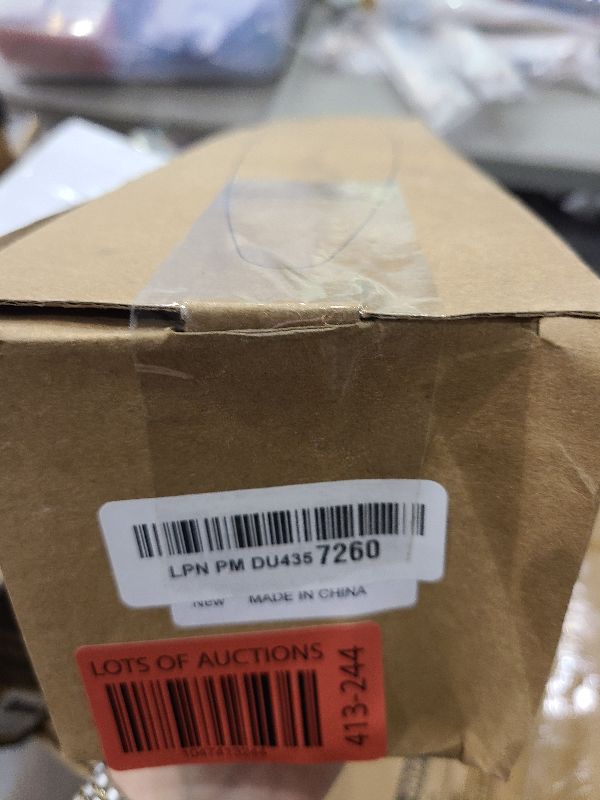 LPN PM DU435 7260
New MADE IN CHINA
LOTS OF AUCTIONS
413-244